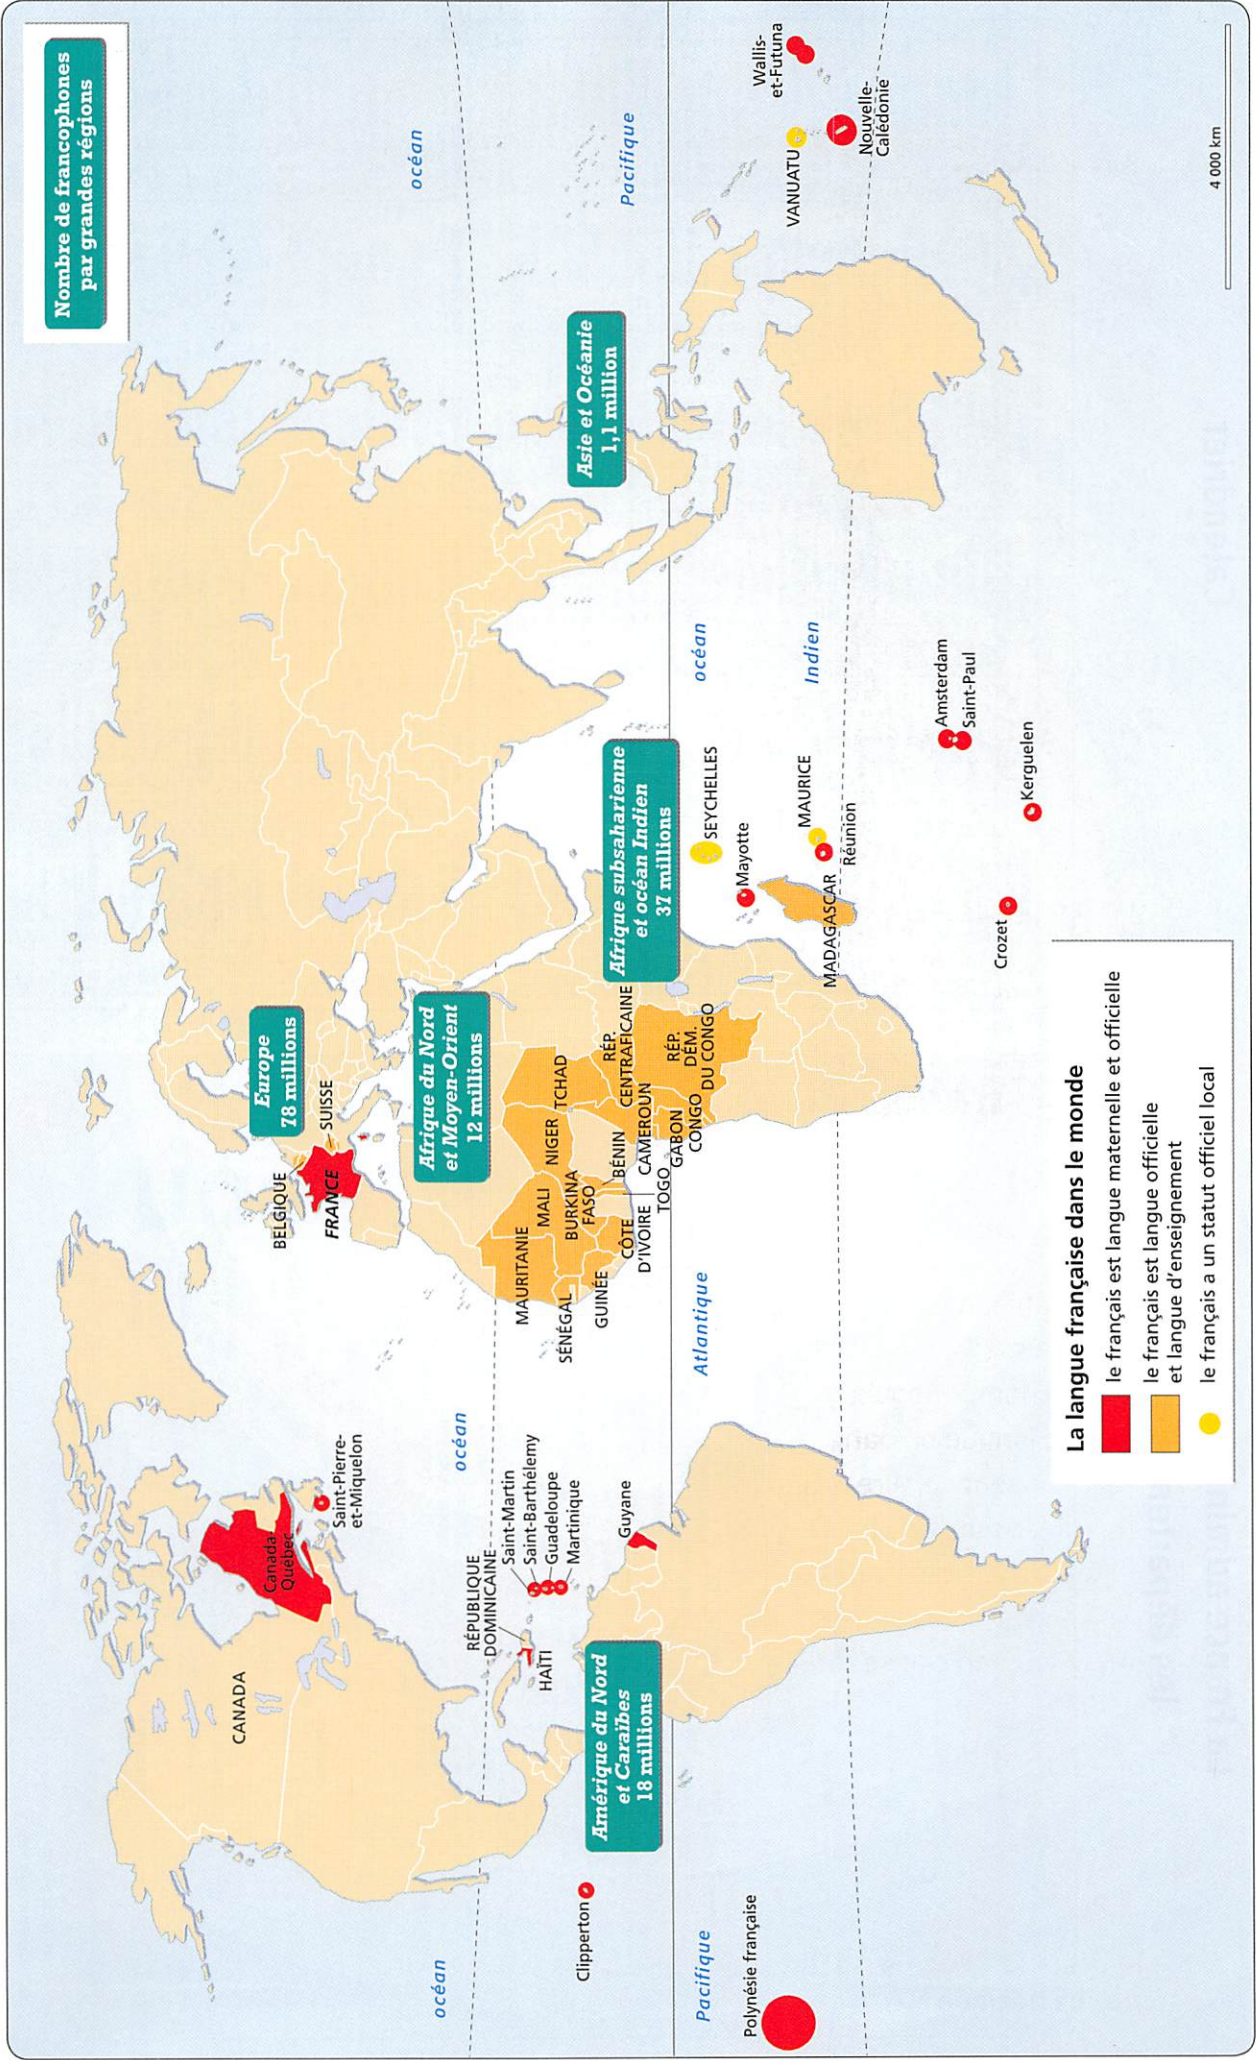 Nombre de francophones
par grandes régions
océan
Pacifique
Wallis-
et-Futuna
VANUATU
Nouvelle-
Calédonie
4 000 km
Asie et Océanie
1,1 million
océan
Indien
Amsterdam
Saint-Paul
Kerguelen
Crozet
Afrique subsaharienne
et océan Indien
37 millions
SEYCHELLES
Mayotte
MAURICE
Réunion
MADAGASCAR
Europe
78 millions
SUISSE
BELGIQUE
FRANCE
Afrique du Nord
et Moyen-Orient
12 millions
MAURITANIE
MALI
NIGER
TCHAD
SÉNÉGAL
BURKINA
FASO
GUINÉE
CÔTE
D'IVOIRE
TOGO
BÉNIN
CAMEROUN
RÉP.
CENTRAFICAINE
GABON
CONGO
RÉP.
DÉM.
DU CONGO
océan
Atlantique
CANADA
Canada-
Québec
Saint-Pierre-
et-Miquelon
RÉPUBLIQUE
DOMINICAINE
HAÏTI
Saint-Martin
Saint-Barthélemy
Guadeloupe
Martinique
Guyane
Amérique du Nord
et Caraïbes
18 millions
Clipperton
océan
Pacifique
Polynésie française
La langue française dans le monde
le français est langue maternelle et officielle
le français est langue officielle
et langue d'enseignement
le français a un statut officiel local